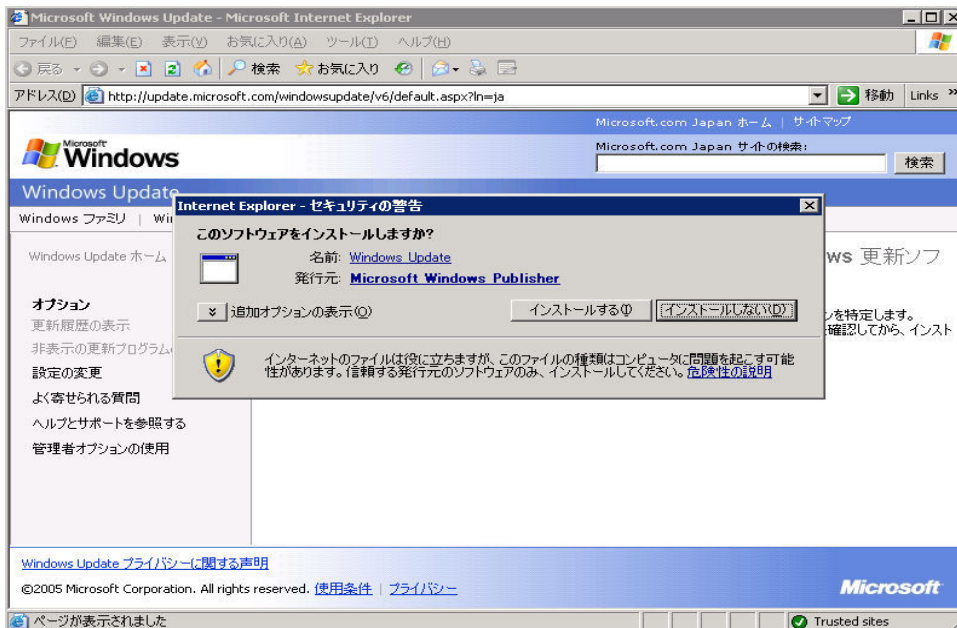 Microsoft Windows Update - Microsoft Internet Explorer
ファイル(F) 編集(E) 表示(V) お気に入り(A) ツール(T) ヘルプ(H)
戻る 検索 お気に入り
アドレス(D) http://update.microsoft.com/windowsupdate/v6/default.aspx?ln=ja 移動 Links »
Microsoft.com Japan ホーム | サイトマップ
Microsoft Windows
Microsoft.com Japan サイトの検索:
検索
Windows Update
Windows ファミリ | Wi
Windows Update ホーム
ws 更新ソフ
オプション
更新履歴の表示
非表示の更新プログラム
設定の変更
よく寄せられる質問
ヘルプとサポートを参照する
管理者オプションの使用
ンを特定します。
確認してから、インスト
Internet Explorer - セキュリティの警告
このソフトウェアをインストールしますか?
名前: Windows Update
発行元: Microsoft Windows Publisher
追加オプションの表示(O) インストールする(I) インストールしない(D)
インターネットのファイルは役に立ちますが、このファイルの種類はコンピュータに問題を起こす可能
性があります。信頼する発行元のソフトウェアのみ、インストールしてください。危険性の説明
Windows Update プライバシーに関する声明
©2005 Microsoft Corporation. All rights reserved. 使用条件 | プライバシー
Microsoft
ページが表示されました Trusted sites